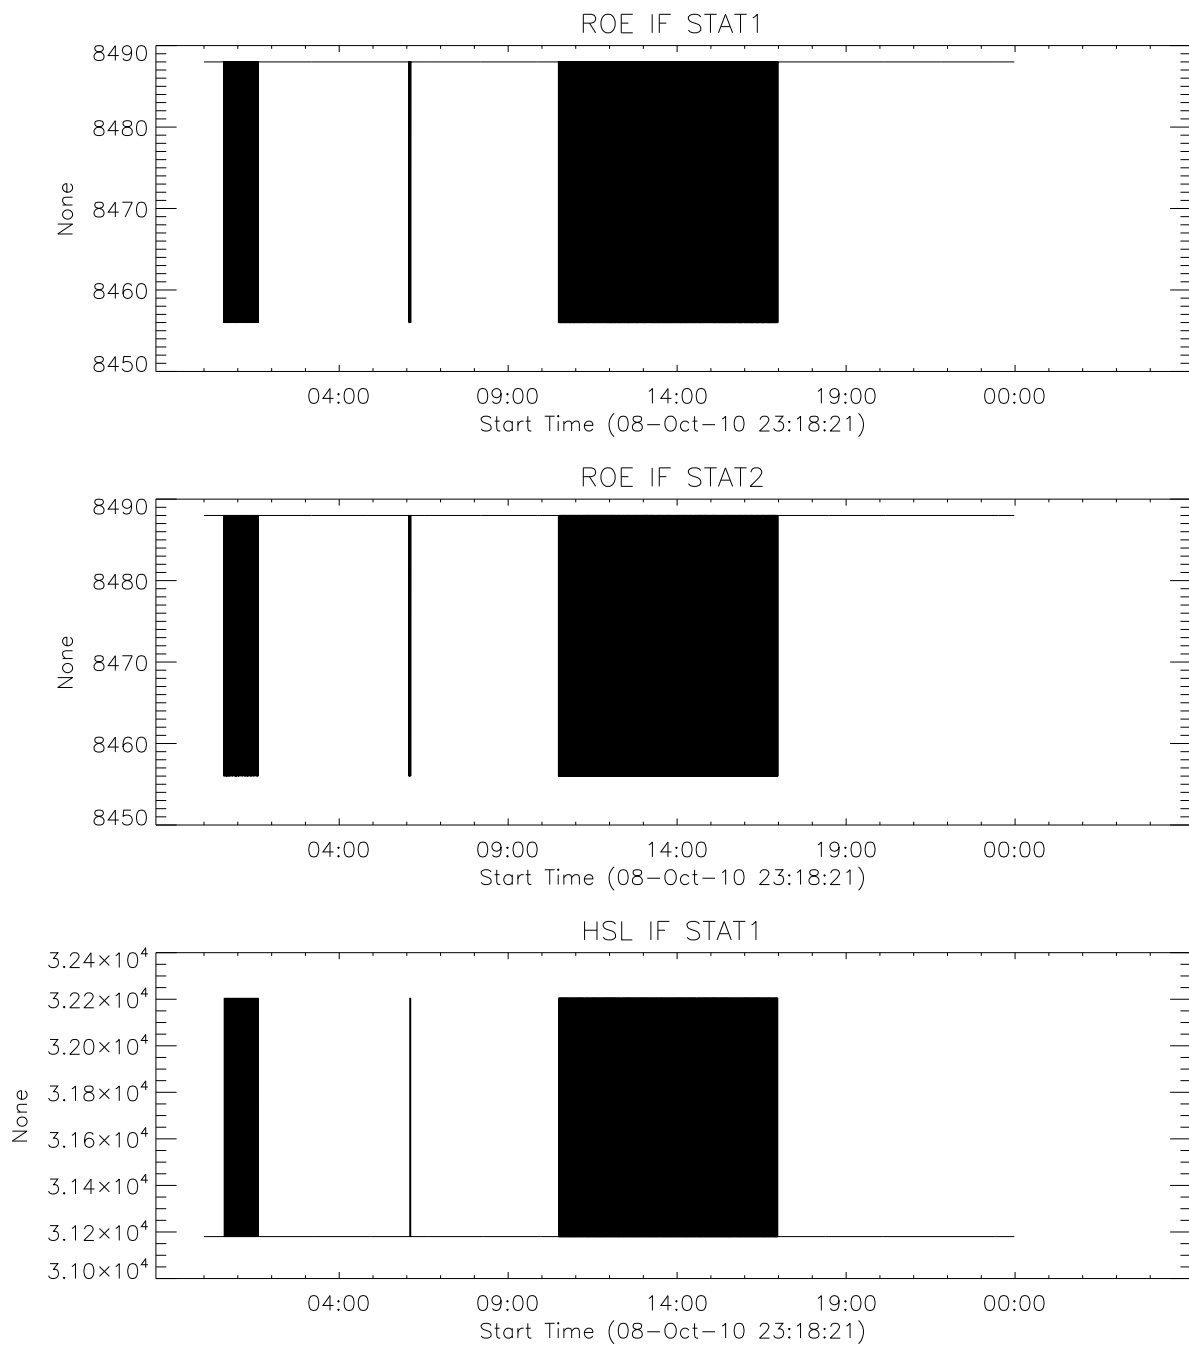 ROE IF STAT1
8490
8480
8470
8460
8450
None
04:00 09:00 14:00 19:00 00:00
Start Time (08-Oct-10 23:18:21)
ROE IF STAT2
8490
8480
8470
8460
8450
None
04:00 09:00 14:00 19:00 00:00
Start Time (08-Oct-10 23:18:21)
HSL IF STAT1
3.24×10⁴
3.22×10⁴
3.20×10⁴
3.18×10⁴
3.16×10⁴
3.14×10⁴
3.12×10⁴
3.10×10⁴
None
04:00 09:00 14:00 19:00 00:00
Start Time (08-Oct-10 23:18:21)